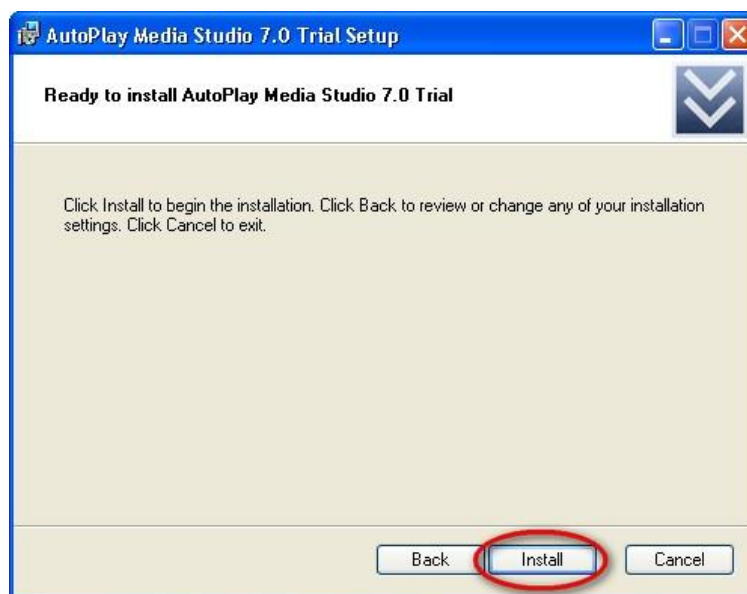 AutoPlay Media Studio 7.0 Trial Setup
Ready to install AutoPlay Media Studio 7.0 Trial
Click Install to begin the installation. Click Back to review or change any of your installation
settings. Click Cancel to exit.
Back Install Cancel